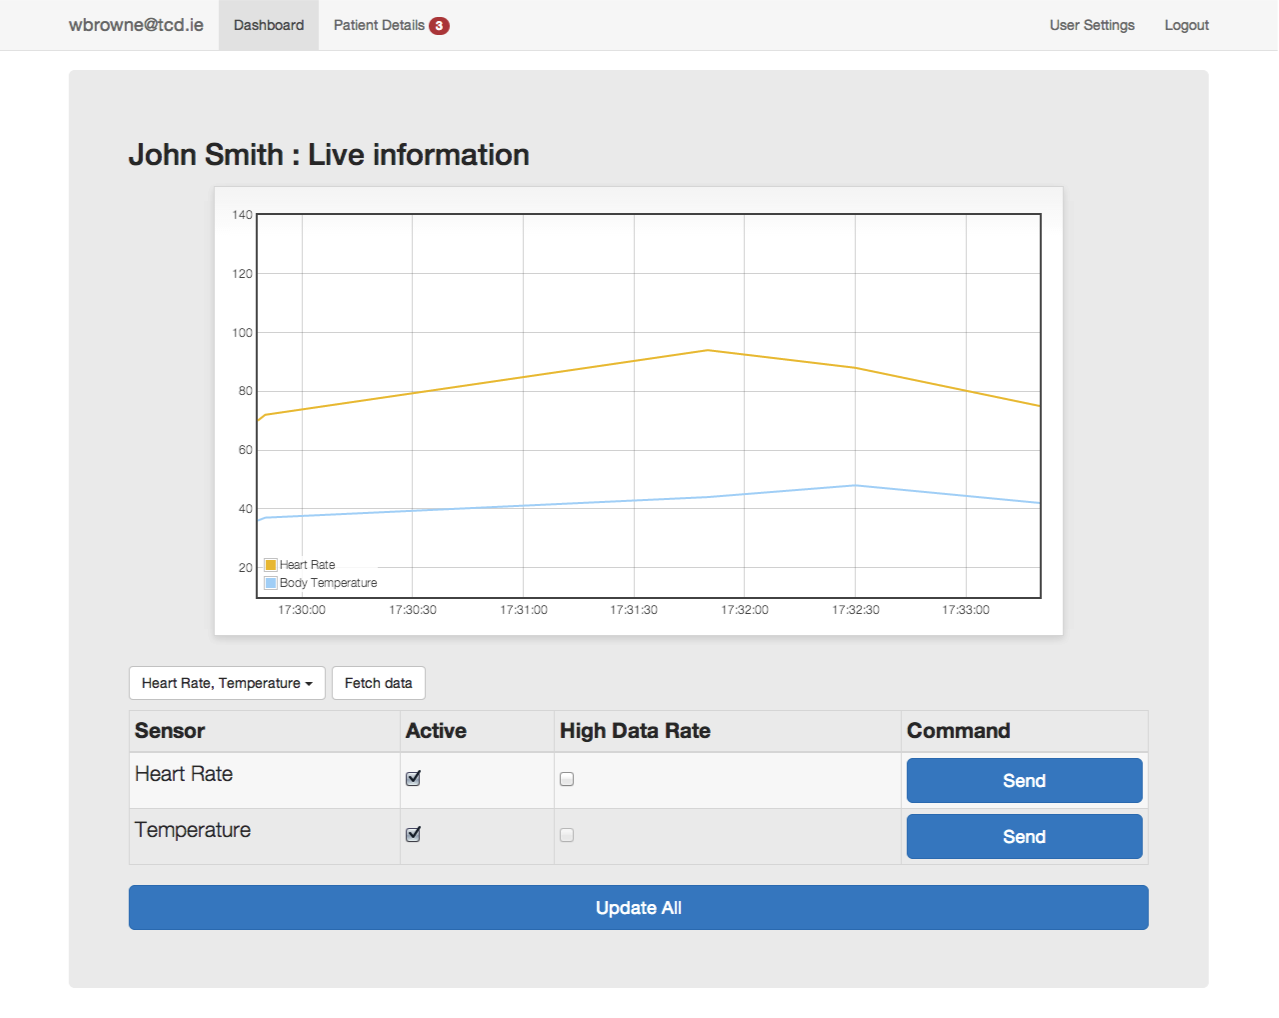 wbrowne@tcd.ie Dashboard Patient Details 3 User Settings Logout
John Smith : Live information
140
120
100
80
60
40
20
Heart Rate
Body Temperature
17:30:00 17:30:30 17:31:00 17:31:30 17:32:00 17:32:30 17:33:00
Heart Rate, Temperature Fetch data
Sensor Active High Data Rate Command
Heart Rate Send
Temperature Send
Update All